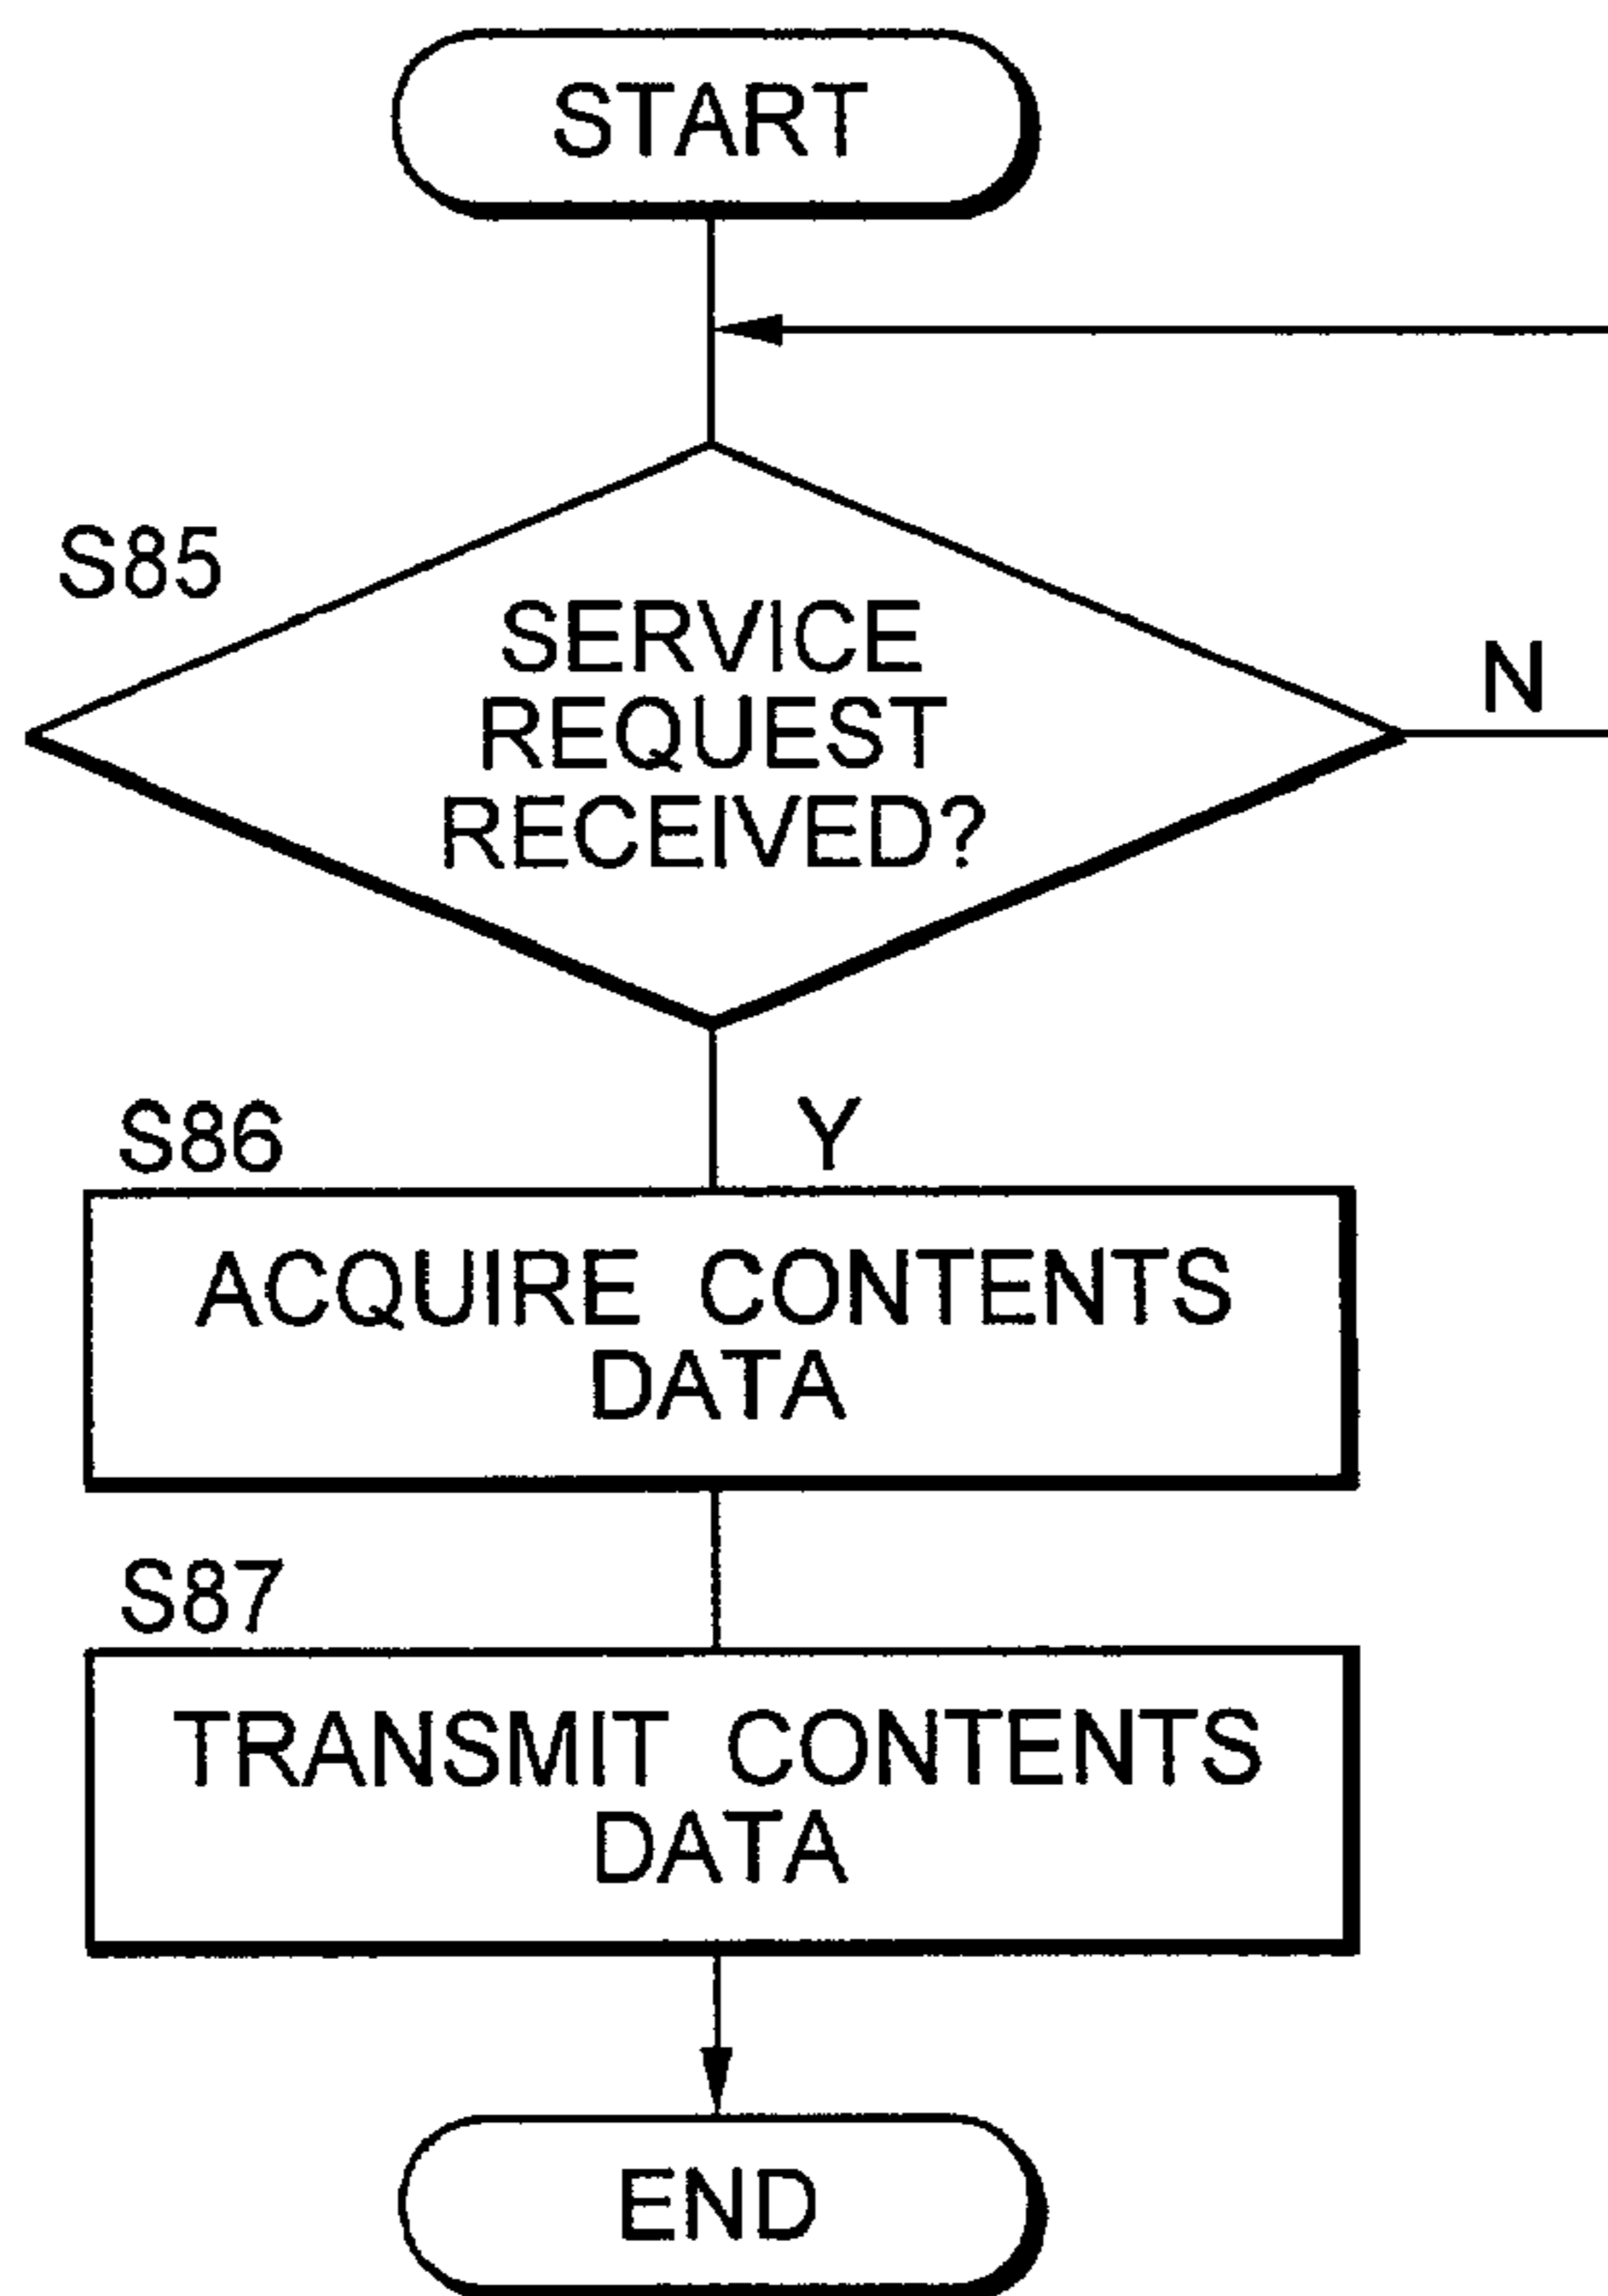 START
S85
SERVICE
REQUEST
RECEIVED?
N
Y
S86
ACQUIRE CONTENTS
DATA
S87
TRANSMIT CONTENTS
DATA
END